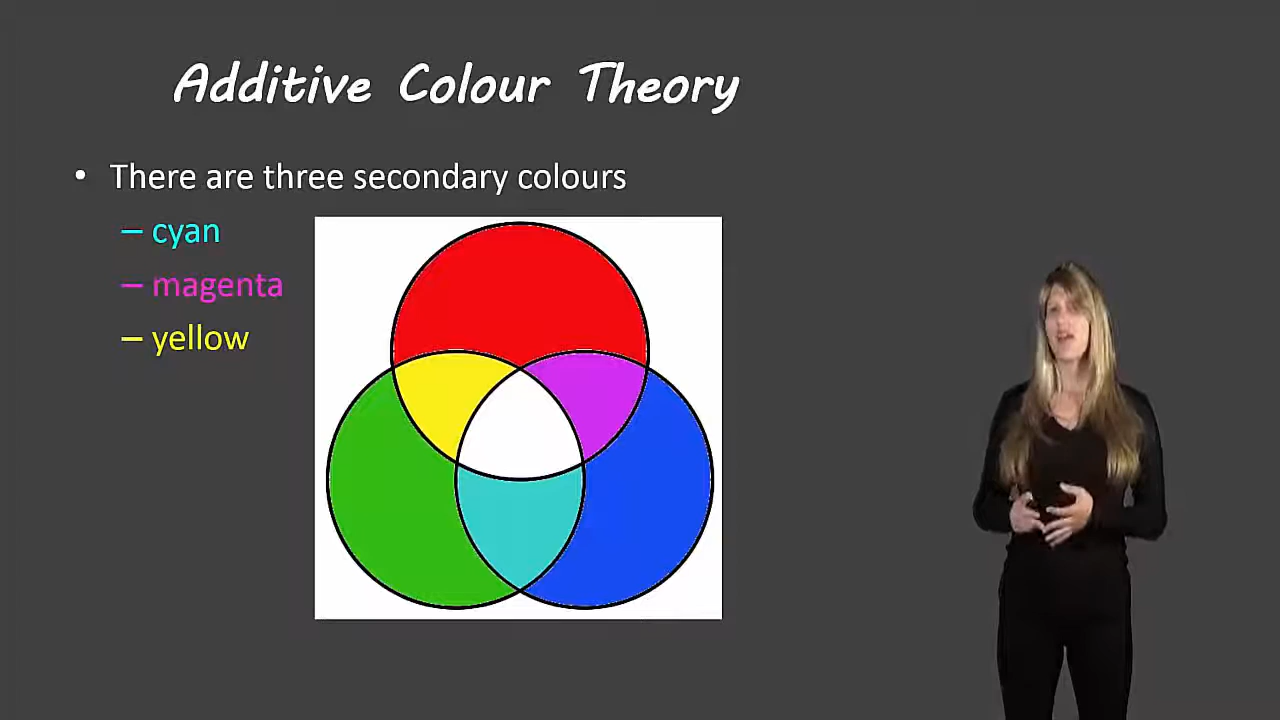 Additive Colour Theory
• There are three secondary colours
– cyan
– magenta
– yellow